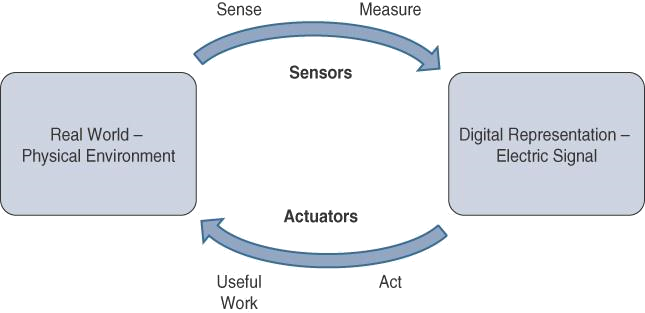 Sense
Measure
Sensors
Real World –
Physical Environment
Digital Representation –
Electric Signal
Actuators
Useful
Work
Act